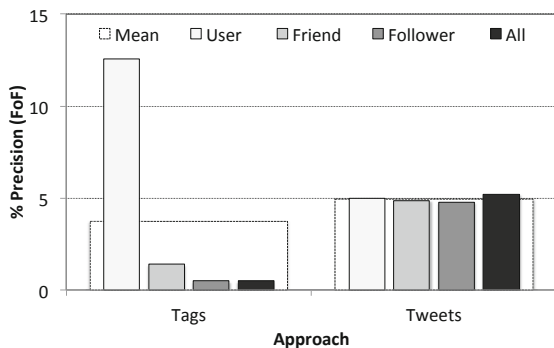 15
Mean User Friend Follower All
10
5
0
% Precision (FoF)
Tags Tweets
Approach